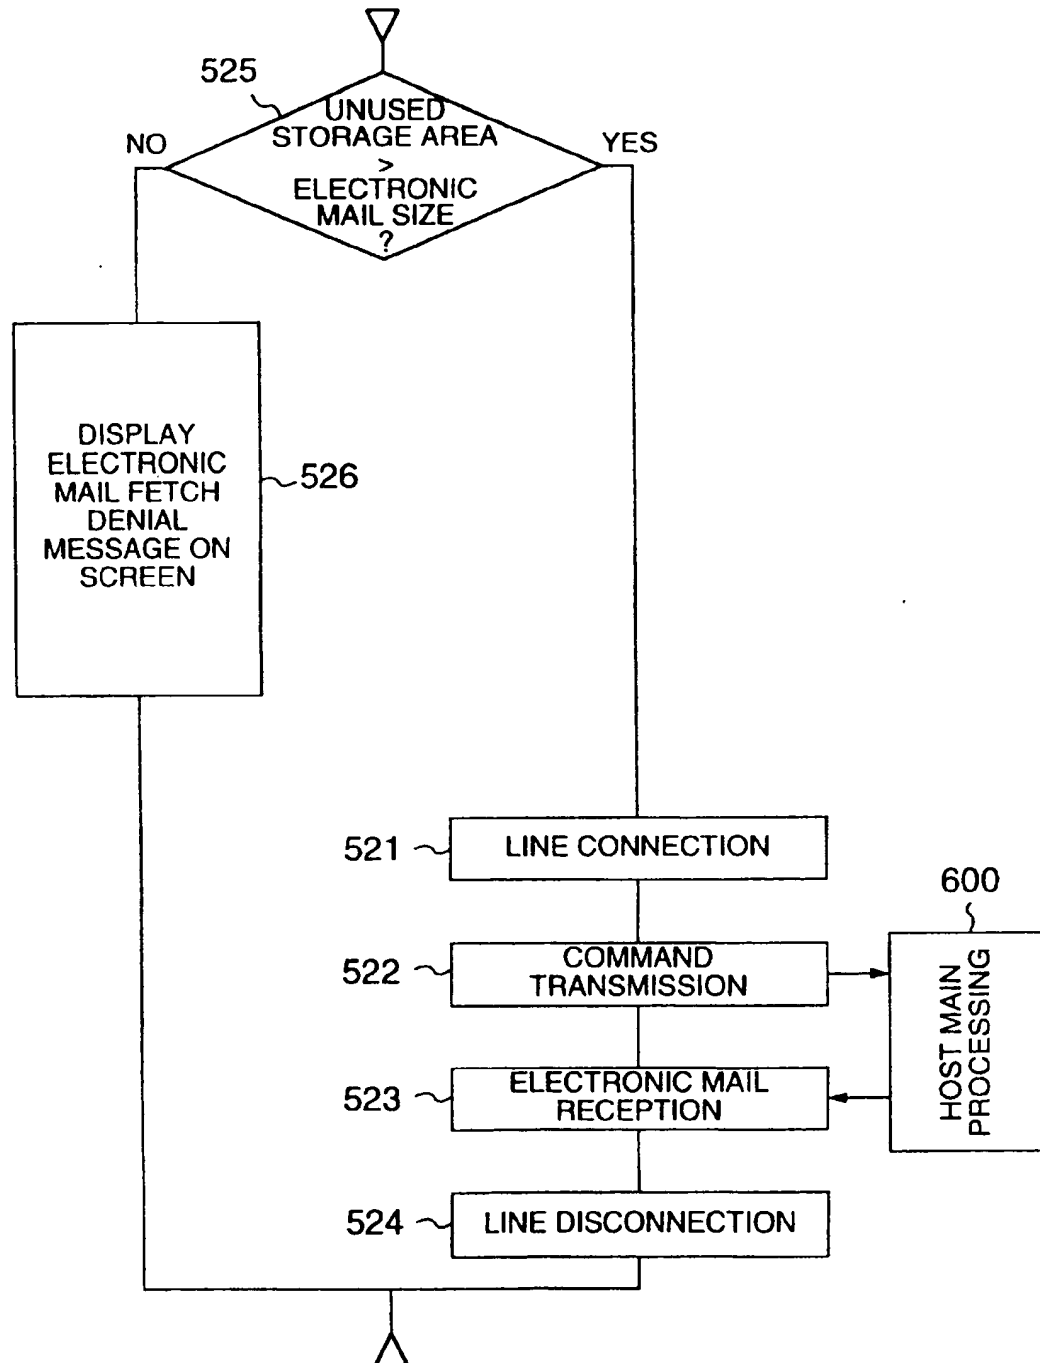 525
UNUSED
STORAGE AREA
>
ELECTRONIC
MAIL SIZE
?
NO
YES
DISPLAY
ELECTRONIC
MAIL FETCH
DENIAL
MESSAGE ON
SCREEN
526
521
LINE CONNECTION
600
522
COMMAND
TRANSMISSION
HOST MAIN
PROCESSING
523
ELECTRONIC MAIL
RECEPTION
524
LINE DISCONNECTION